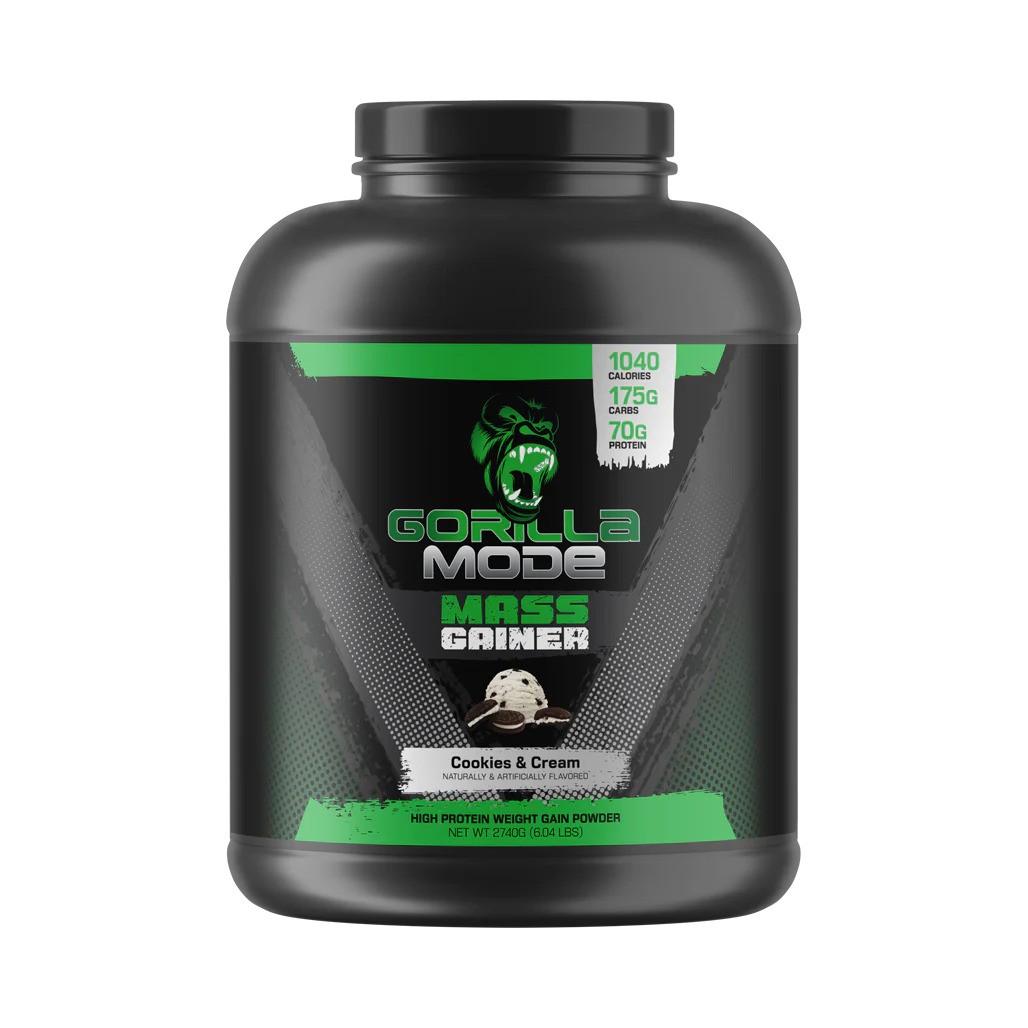 1040
CALORIES
175G
CARBS
70G
PROTEIN
GORILLA
MODE
MASS
GAINER
Cookies & Cream
NATURALLY & ARTIFICIALLY FLAVORED
HIGH PROTEIN WEIGHT GAIN POWDER
NET WT 2740G (6.04 LBS)